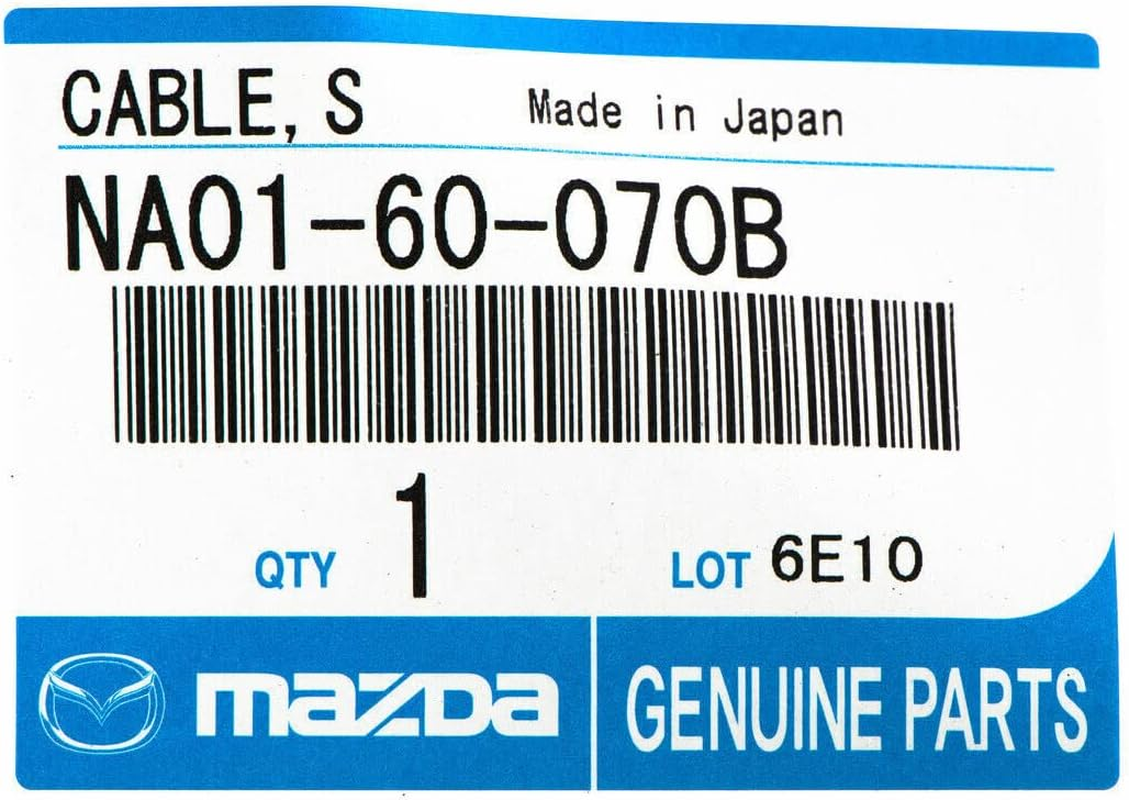 CABLE, S Made in Japan
NA01-60-070B
QTY 1 LOT 6E10
mazda GENUINE PARTS